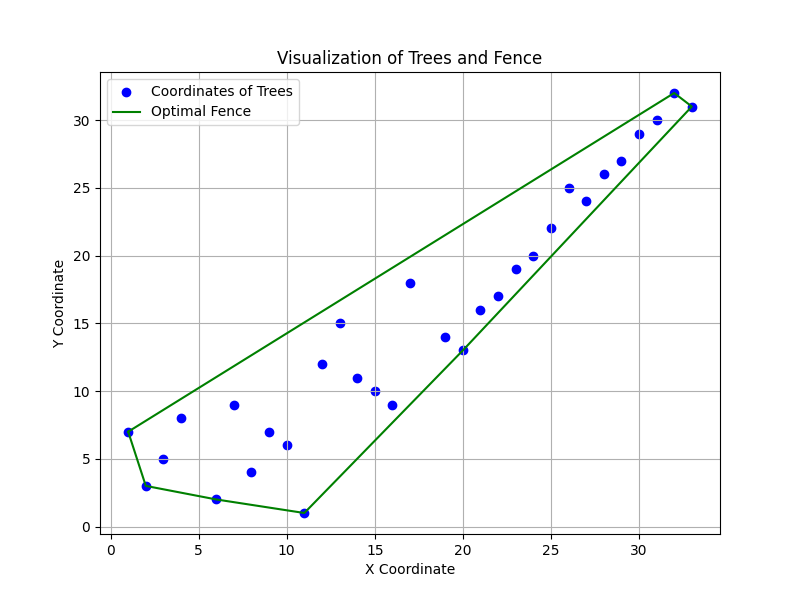 Visualization of Trees and Fence
Coordinates of Trees
Optimal Fence
Y Coordinate
30
25
20
15
10
5
0
0 5 10 15 20 25 30
X Coordinate